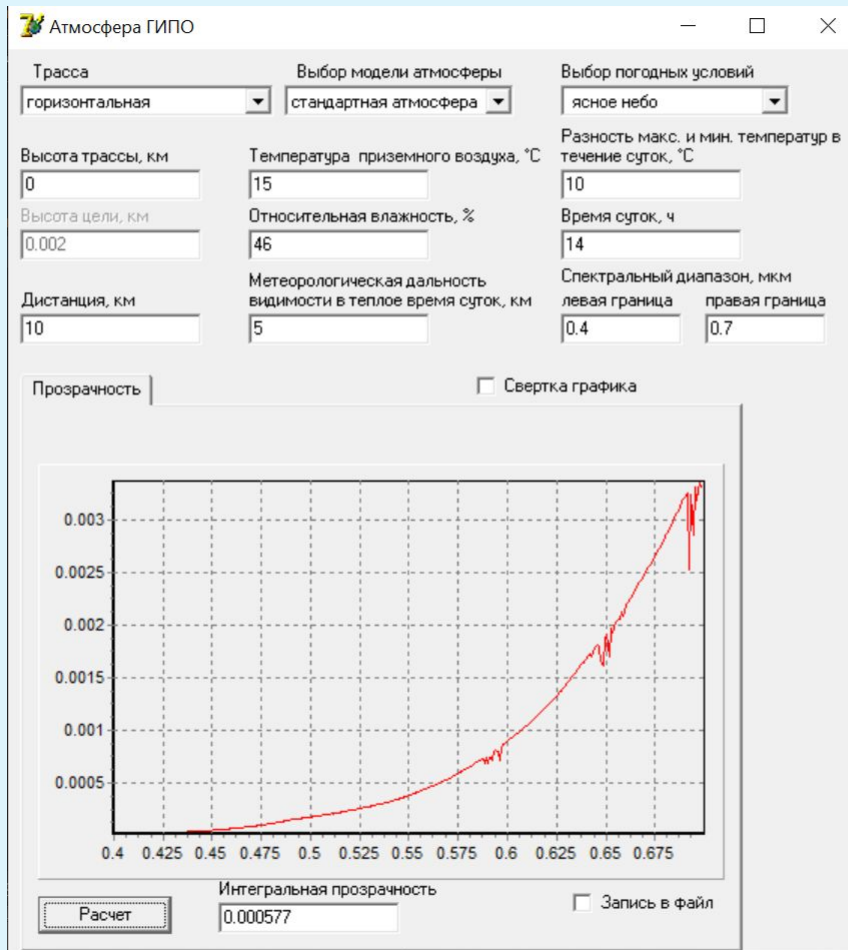 Атмосфера ГИПО
Трасса
Выбор модели атмосферы
Выбор погодных условий
горизонтальная
стандартная атмосфера
ясное небо
Высота трассы, км
Температура приземного воздуха, °C
Разность макс. и мин. температур в
течение суток, °C
0
15
10
Высота цели, км
Относительная влажность, %
Время суток, ч
0.002
46
14
Дистанция, км
Метеорологическая дальность
видимости в теплое время суток, км
Спектральный диапазон, мкм
левая граница
правая граница
10
5
0.4
0.7
Прозрачность
Свертка графика
0.003
0.0025
0.002
0.0015
0.001
0.0005
0.4 0.425 0.45 0.475 0.5 0.525 0.55 0.575 0.6 0.625 0.65 0.675
Расчет
Интегральная прозрачность
0.000577
Запись в файл